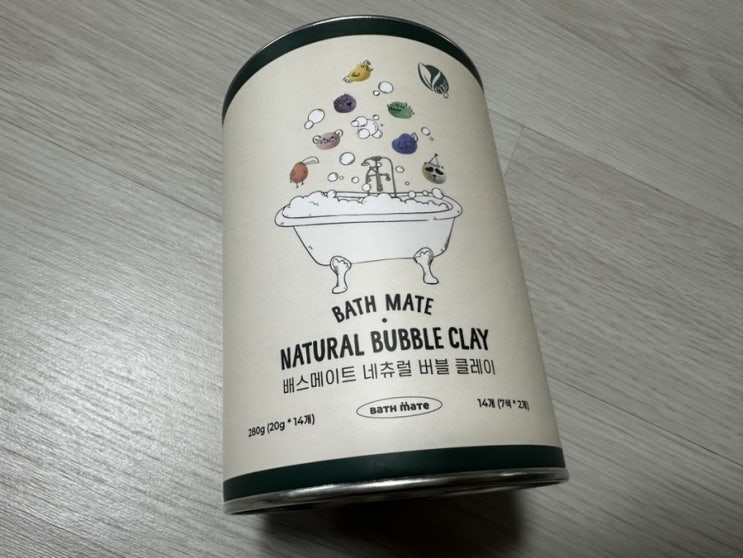 BATH MATE
NATURAL BUBBLE CLAY
배스메이트 네츄럴 버블 클레이
BATH MATE
280g (20g * 14개)
14개 (7색 * 2개)